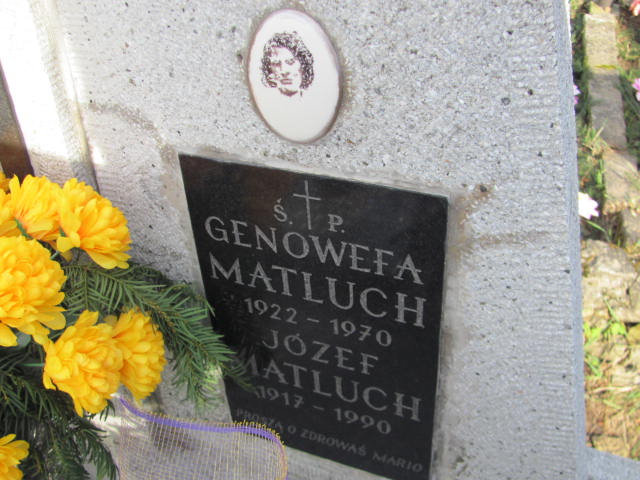 Ś. P.
GENOWEFA
MATLUCH
1922 - 1970
JÓZEF
MATLUCH
1917 - 1990
PROSZĄ O ZDROWAŚ MARIO